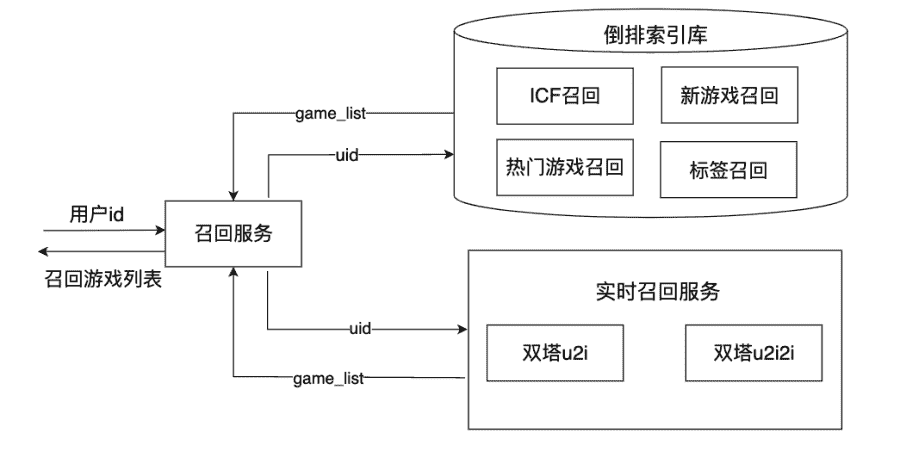 倒排索引库
ICF召回
新游戏召回
game_list
uid
热门游戏召回
标签召回
用户id
召回服务
召回游戏列表
实时召回服务
uid
双塔u2i
双塔u2i2i
game_list